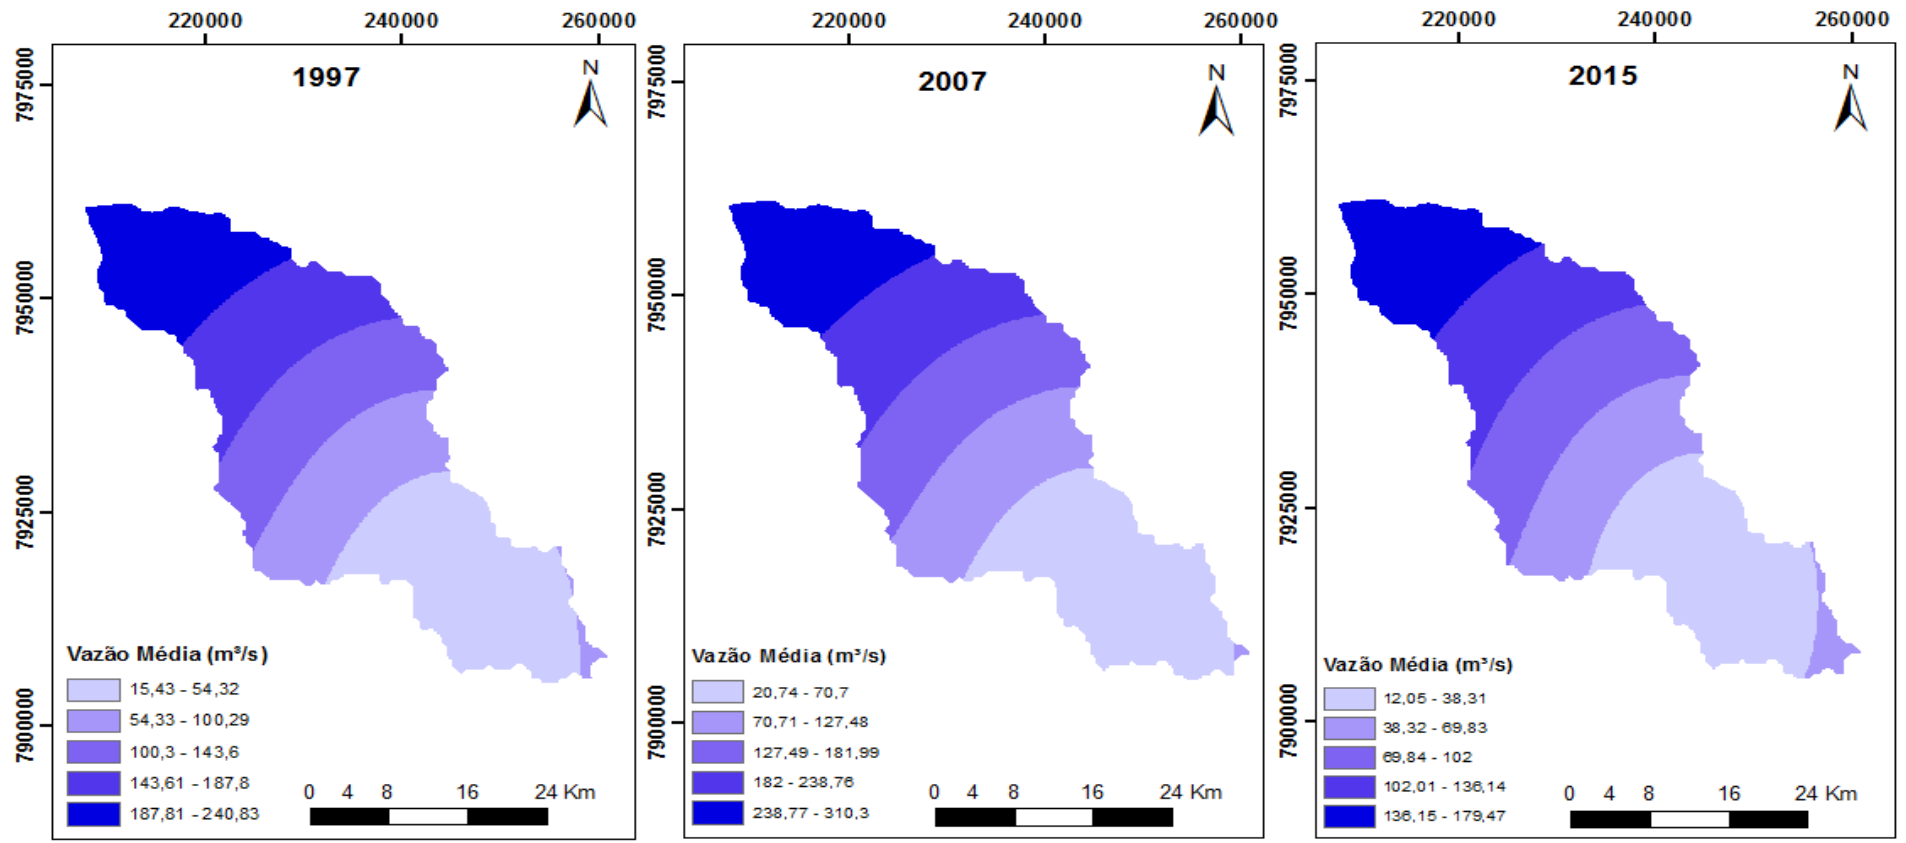 220000 240000 260000
1997
N
7975000
7950000
7925000
7900000
Vazão Média (m³/s)
15,43 - 54,32
54,33 - 100,29
100,3 - 143,6
143,61 - 187,8
187,81 - 240,83
0 4 8 16 24 Km
220000 240000 260000
2007
N
7975000
7950000
7925000
7900000
Vazão Média (m³/s)
20,74 - 70,7
70,71 - 127,48
127,49 - 181,99
182 - 238,76
238,77 - 310,3
0 4 8 16 24 Km
220000 240000 260000
2015
N
7975000
7950000
7925000
7900000
Vazão Média (m³/s)
12,05 - 38,31
38,32 - 69,83
69,84 - 102
102,01 - 136,14
136,15 - 179,47
0 4 8 16 24 Km